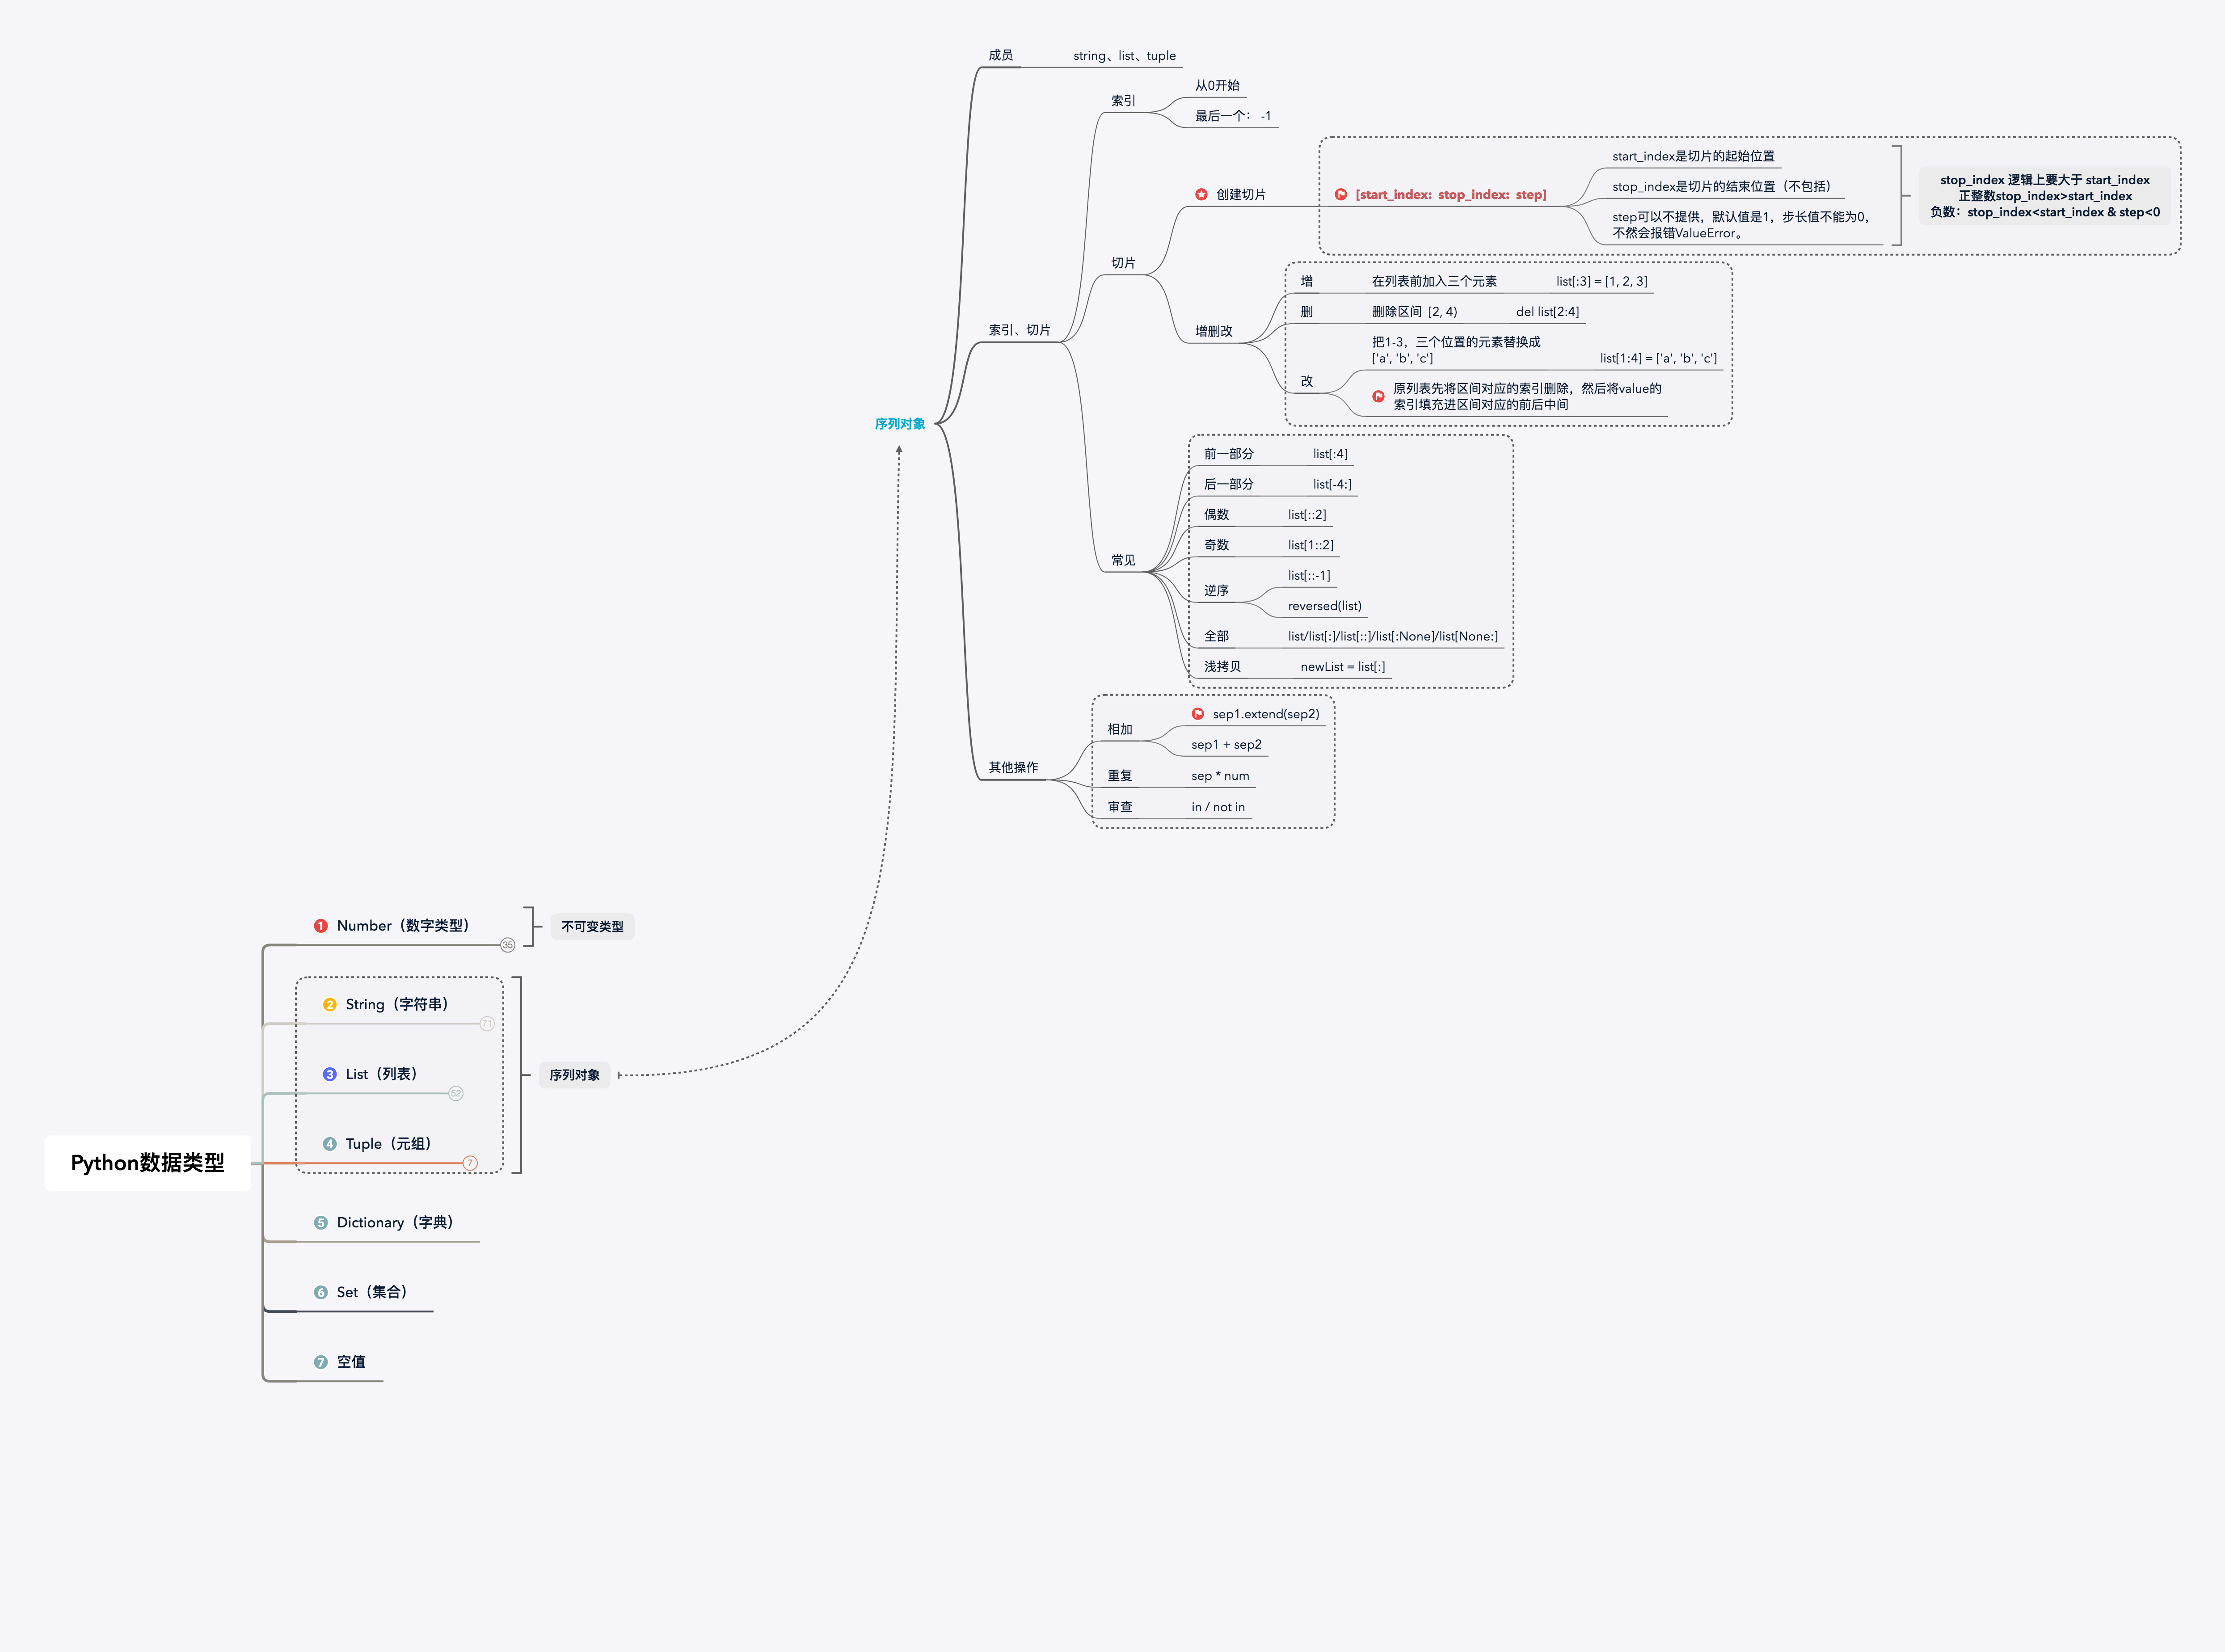 成员
string、list、tuple
索引
从0开始
最后一个： -1
索引、切片
切片
创建切片
[start_index: stop_index: step]
start_index是切片的起始位置
stop_index是切片的结束位置（不包括）
step可以不提供，默认值是1，步长值不能为0，
不然会报错ValueError。
stop_index 逻辑上要大于 start_index
正整数stop_index>start_index
负数：stop_index<start_index & step<0
增删改
增
在列表前加入三个元素
list[:3] = [1, 2, 3]
删
删除区间 [2, 4)
del list[2:4]
改
把1-3，三个位置的元素替换成
['a', 'b', 'c']
list[1:4] = ['a', 'b', 'c']
原列表先将区间对应的索引删除，然后将value的
索引填充进区间对应的前后中间
序列对象
常见
前一部分
list[:4]
后一部分
list[-4:]
偶数
list[::2]
奇数
list[1::2]
逆序
list[::-1]
reversed(list)
全部
list/list[:]/list[::]/list[:None]/list[None:]
浅拷贝
newList = list[:]
其他操作
相加
sep1.extend(sep2)
sep1 + sep2
重复
sep * num
审查
in / not in
Python数据类型
1 Number（数字类型）
35
不可变类型
2 String（字符串）
71
3 List（列表）
52
序列对象
4 Tuple（元组）
7
5 Dictionary（字典）
6 Set（集合）
7 空值